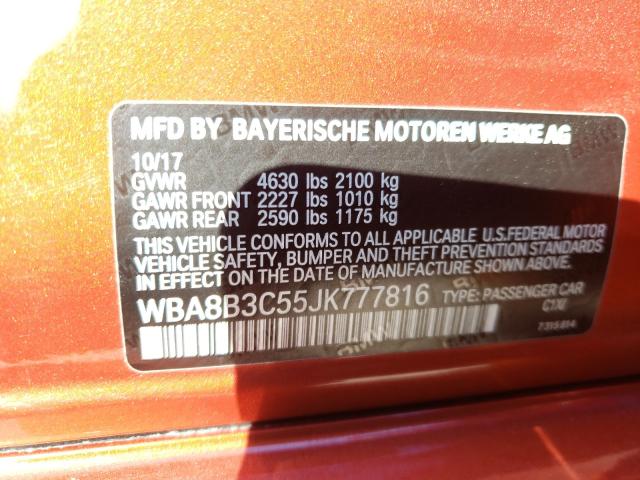 MFD BY BAYERISCHE MOTOREN WERKE AG
10/17
GVWR 4630 lbs 2100 kg
GAWR FRONT 2227 lbs 1010 kg
GAWR REAR 2590 lbs 1175 kg
THIS VEHICLE CONFORMS TO ALL APPLICABLE U.S.FEDERAL MOTOR
VEHICLE SAFETY, BUMPER AND THEFT PREVENTION STANDARDS
IN EFFECT ON THE DATE OF MANUFACTURE SHOWN ABOVE.
WBA8B3C55JK777816 TYPE: PASSENGER CAR
C1XU
7315814